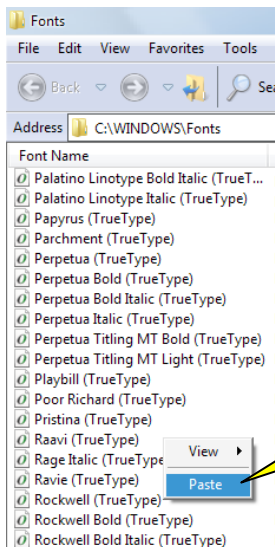 Fonts
File Edit View Favorites Tools
Back Sea
Address C:\WINDOWS\Fonts
Font Name
Palatino Linotype Bold Italic (TrueT...
Palatino Linotype Italic (TrueType)
Papyrus (TrueType)
Parchment (TrueType)
Perpetua (TrueType)
Perpetua Bold (TrueType)
Perpetua Bold Italic (TrueType)
Perpetua Italic (TrueType)
Perpetua Titling MT Bold (TrueType)
Perpetua Titling MT Light (TrueType)
Playbill (TrueType)
Poor Richard (TrueType)
Pristina (TrueType)
Raavi (TrueType)
Rage Italic (TrueType
View
Ravie (TrueType)
Paste
Rockwell (TrueType)
Rockwell Bold (TrueType)
Rockwell Bold Italic (TrueType)